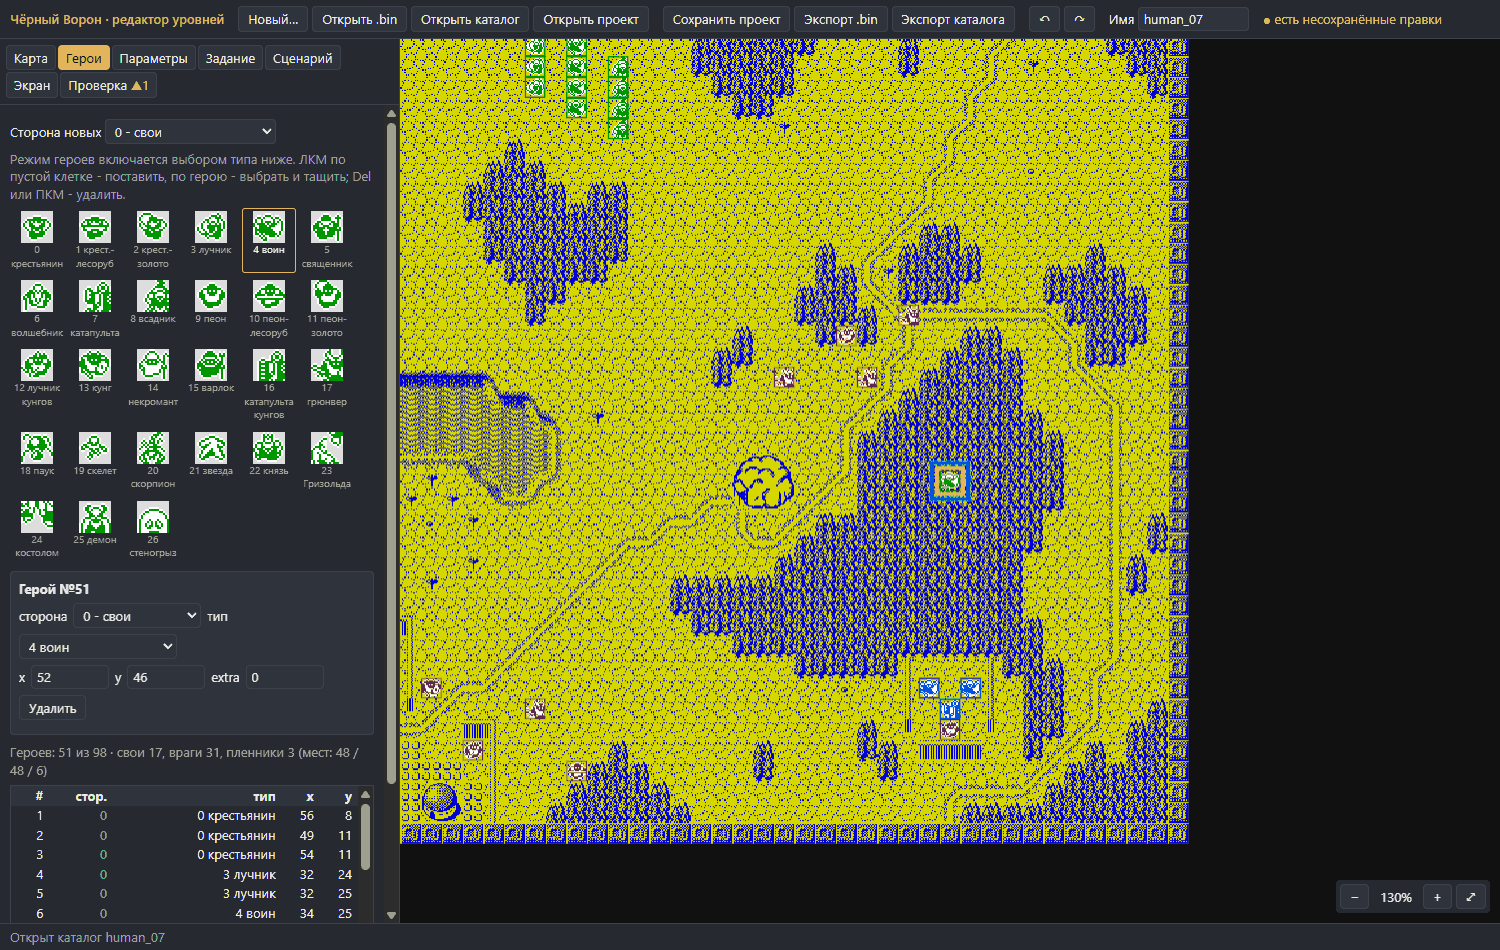 Чёрный Ворон · редактор уровней Новый... Открыть .bin Открыть каталог Открыть проект Сохранить проект Экспорт .bin Экспорт каталога Имя human_07 ● есть несохранённые правки
Карта Герои Параметры Задание Сценарий
Экран Проверка ▲1
Сторона новых 0 - свои
Режим героев включается выбором типа ниже. ЛКМ по
пустой клетке - поставить, по герою - выбрать и тащить; Del
или ПКМ - удалить.
0 крестьянин
1 крест.-лесоруб
2 крест.-золото
3 лучник
4 воин
5 священник
6 волшебник
7 катапульта
8 всадник
9 пеон
10 пеон-лесоруб
11 пеон-золото
12 лучник кунгов
13 кунг
14 некромант
15 варлок
16 катапульта кунгов
17 грюнвер
18 паук
19 скелет
20 скорпион
21 звезда
22 князь
23 Гризольда
24 костолом
25 демон
26 стеногрыз
Герой №51
сторона 0 - свои тип
4 воин
x 52 y 46 extra 0
Удалить
Героев: 51 из 98 · свои 17, враги 31, пленники 3 (мест: 48 /
48 / 6)
# стор. тип x y
1 0 0 крестьянин 56 8
2 0 0 крестьянин 49 11
3 0 0 крестьянин 54 11
4 0 3 лучник 32 24
5 0 3 лучник 32 25
6 0 4 воин 34 25
− 130% +
Открыт каталог human_07